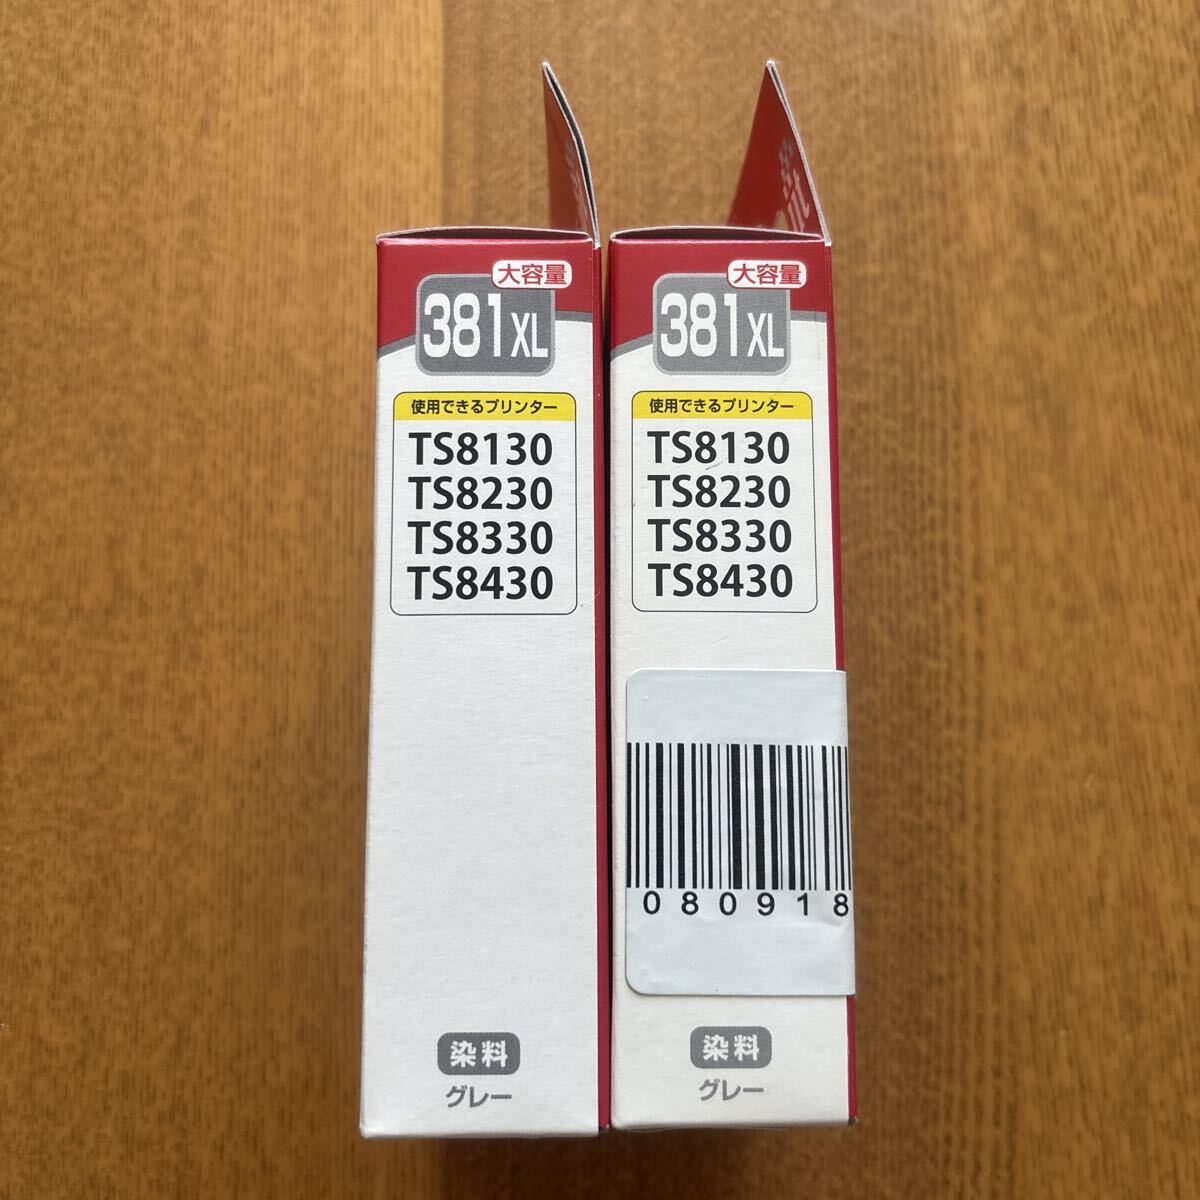 大容量
381XL
使用できるプリンター
TS8130
TS8230
TS8330
TS8430
染料
グレー
大容量
381XL
使用できるプリンター
TS8130
TS8230
TS8330
TS8430
080918
染料
グレー